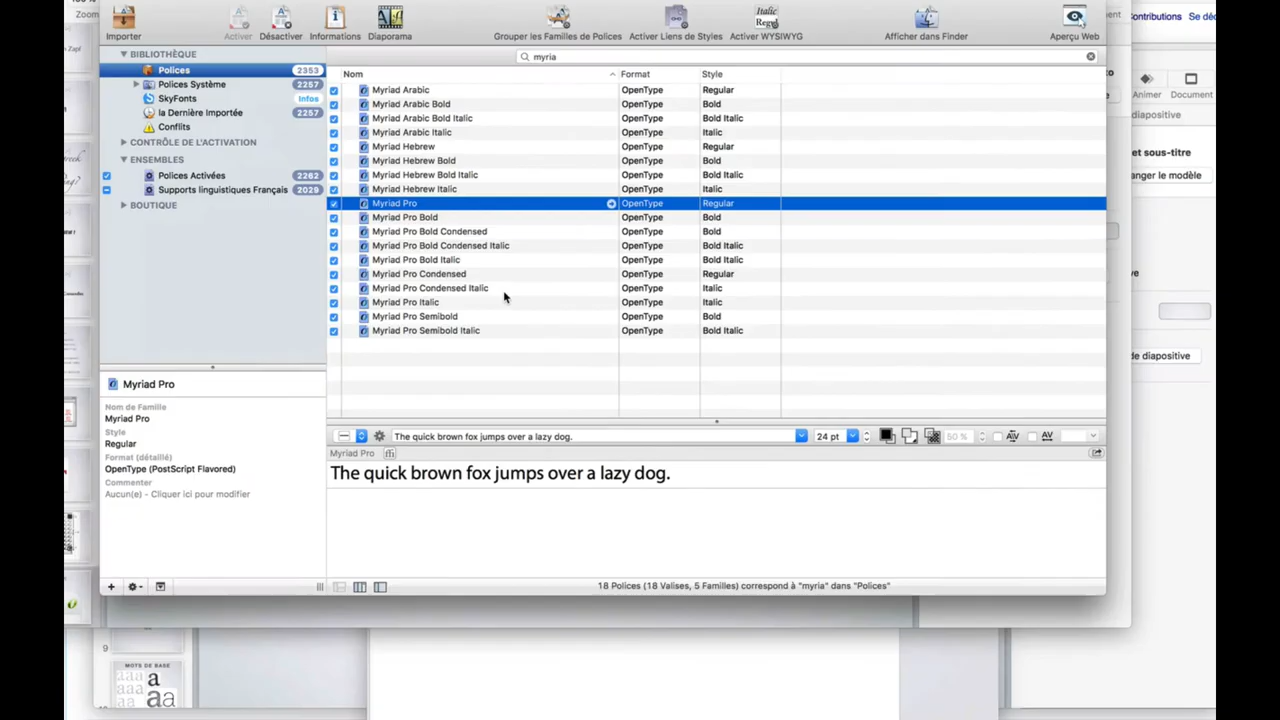 Zoom
Importer Activer Désactiver Informations Diaporama Grouper les Familles de Polices Activer Liens de Styles Activer WYSIWYG Afficher dans Finder Aperçu Web
Italic
Regu
Contributions Se déc
myria
BIBLIOTHÈQUE
Polices 2353
Polices Système 2257
SkyFonts Infos
la Dernière Importée 2257
Conflits
CONTRÔLE DE L'ACTIVATION
ENSEMBLES
Polices Activées 2262
Supports linguistiques Français 2029
BOUTIQUE
Nom Format Style
Myriad Arabic OpenType Regular
Myriad Arabic Bold OpenType Bold
Myriad Arabic Bold Italic OpenType Bold Italic
Myriad Arabic Italic OpenType Italic
Myriad Hebrew OpenType Regular
Myriad Hebrew Bold OpenType Bold
Myriad Hebrew Bold Italic OpenType Bold Italic
Myriad Hebrew Italic OpenType Italic
Myriad Pro OpenType Regular
Myriad Pro Bold OpenType Bold
Myriad Pro Bold Condensed OpenType Bold
Myriad Pro Bold Condensed Italic OpenType Bold Italic
Myriad Pro Bold Italic OpenType Bold Italic
Myriad Pro Condensed OpenType Regular
Myriad Pro Condensed Italic OpenType Italic
Myriad Pro Italic OpenType Italic
Myriad Pro Semibold OpenType Bold
Myriad Pro Semibold Italic OpenType Bold Italic
Myriad Pro
Nom de Famille
Myriad Pro
Style
Regular
Format (détaillé)
OpenType (PostScript Flavored)
Commenter
Aucun(e) - Cliquer ici pour modifier
The quick brown fox jumps over a lazy dog. 24 pt 50 % AV AV
Myriad Pro
The quick brown fox jumps over a lazy dog.
18 Polices (18 Valises, 5 Familles) correspond à "myria" dans "Polices"
Animer Document
diapositive
et sous-titre
anger le modèle
de diapositive
9
MOTS DE BASE